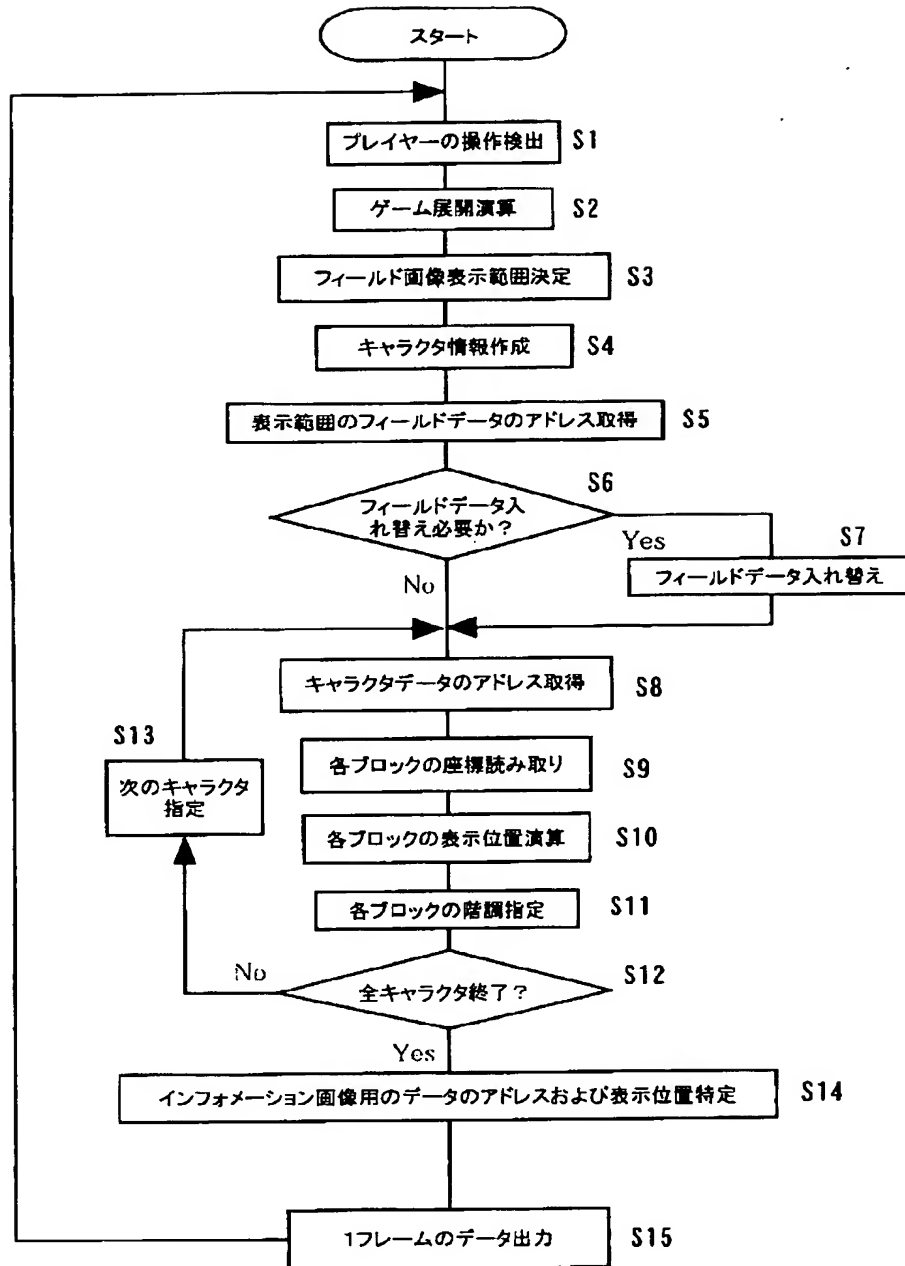 スタート
プレイヤーの操作検出 S1
ゲーム展開演算 S2
フィールド画像表示範囲決定 S3
キャラクタ情報作成 S4
表示範囲のフィールドデータのアドレス取得 S5
S6
フィールドデータ入
れ替え必要か?
Yes
S7
フィールドデータ入れ替え
No
キャラクタデータのアドレス取得 S8
各ブロックの座標読み取り S9
S13
次のキャラクタ
指定
各ブロックの表示位置演算 S10
各ブロックの階調指定 S11
No
全キャラクタ終了? S12
Yes
インフォメーション画像用のデータのアドレスおよび表示位置特定 S14
1フレームのデータ出力 S15